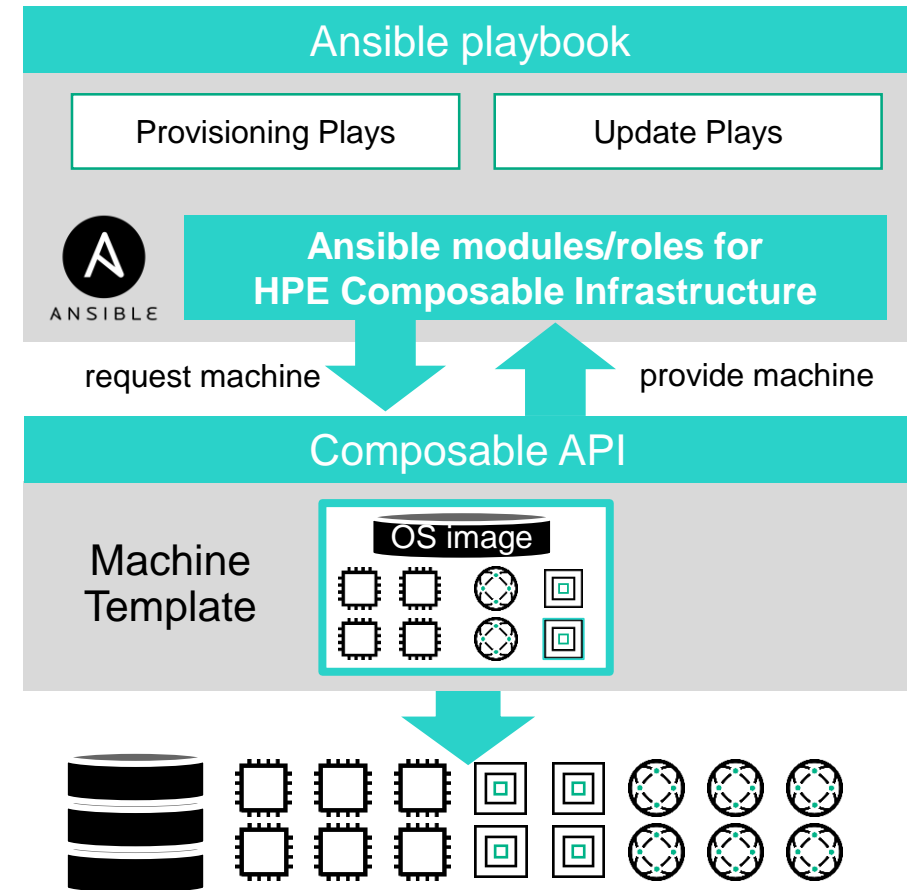 Ansible playbook
Provisioning Plays
Update Plays
ANSIBLE
Ansible modules/roles for
HPE Composable Infrastructure
request machine
provide machine
Composable API
Machine
Template
OS image